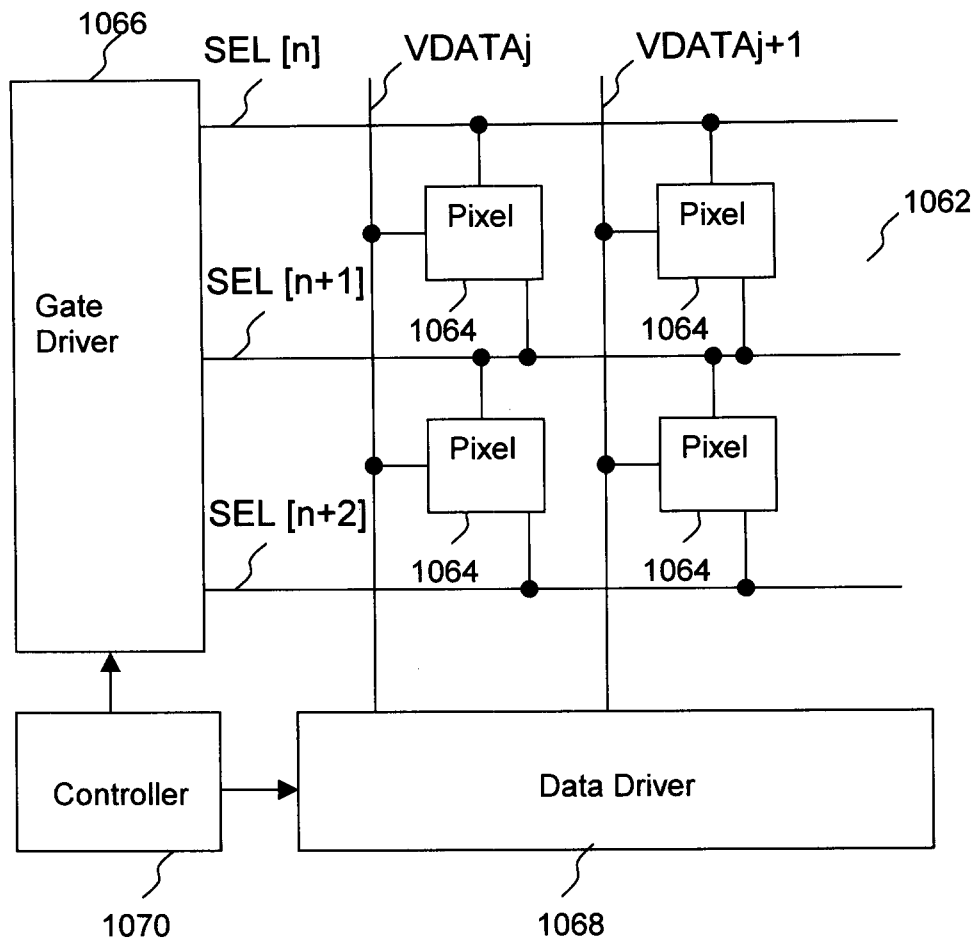 1066
SEL [n]
VDATAj
VDATAj+1
Pixel
Pixel
1062
SEL [n+1]
Gate
Driver
1064
1064
Pixel
Pixel
SEL [n+2]
1064
1064
Controller
Data Driver
1070
1068